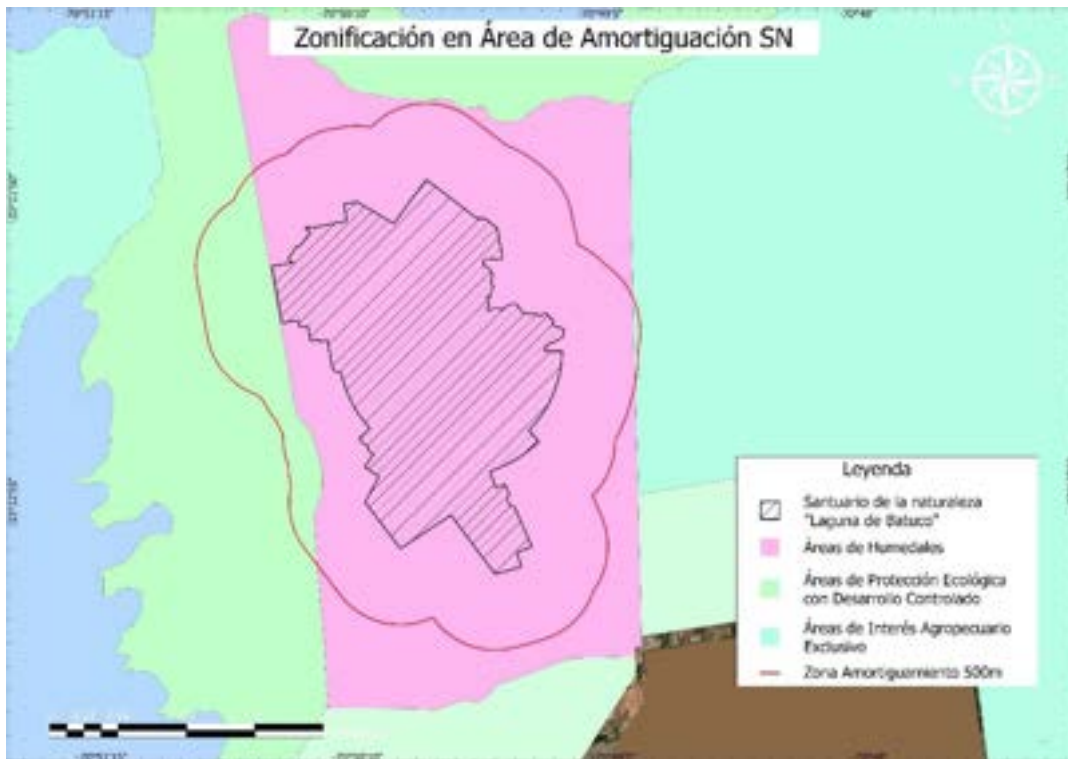 Zonificación en Área de Amortiguación SN
Leyenda
Santuario de la naturaleza
"Laguna de Batuco"
Áreas de Humedales
Áreas de Protección Ecológica
con Desarrollo Controlado
Áreas de Interés Agropecuario
Exclusivo
Zona Amortiguamiento 500m